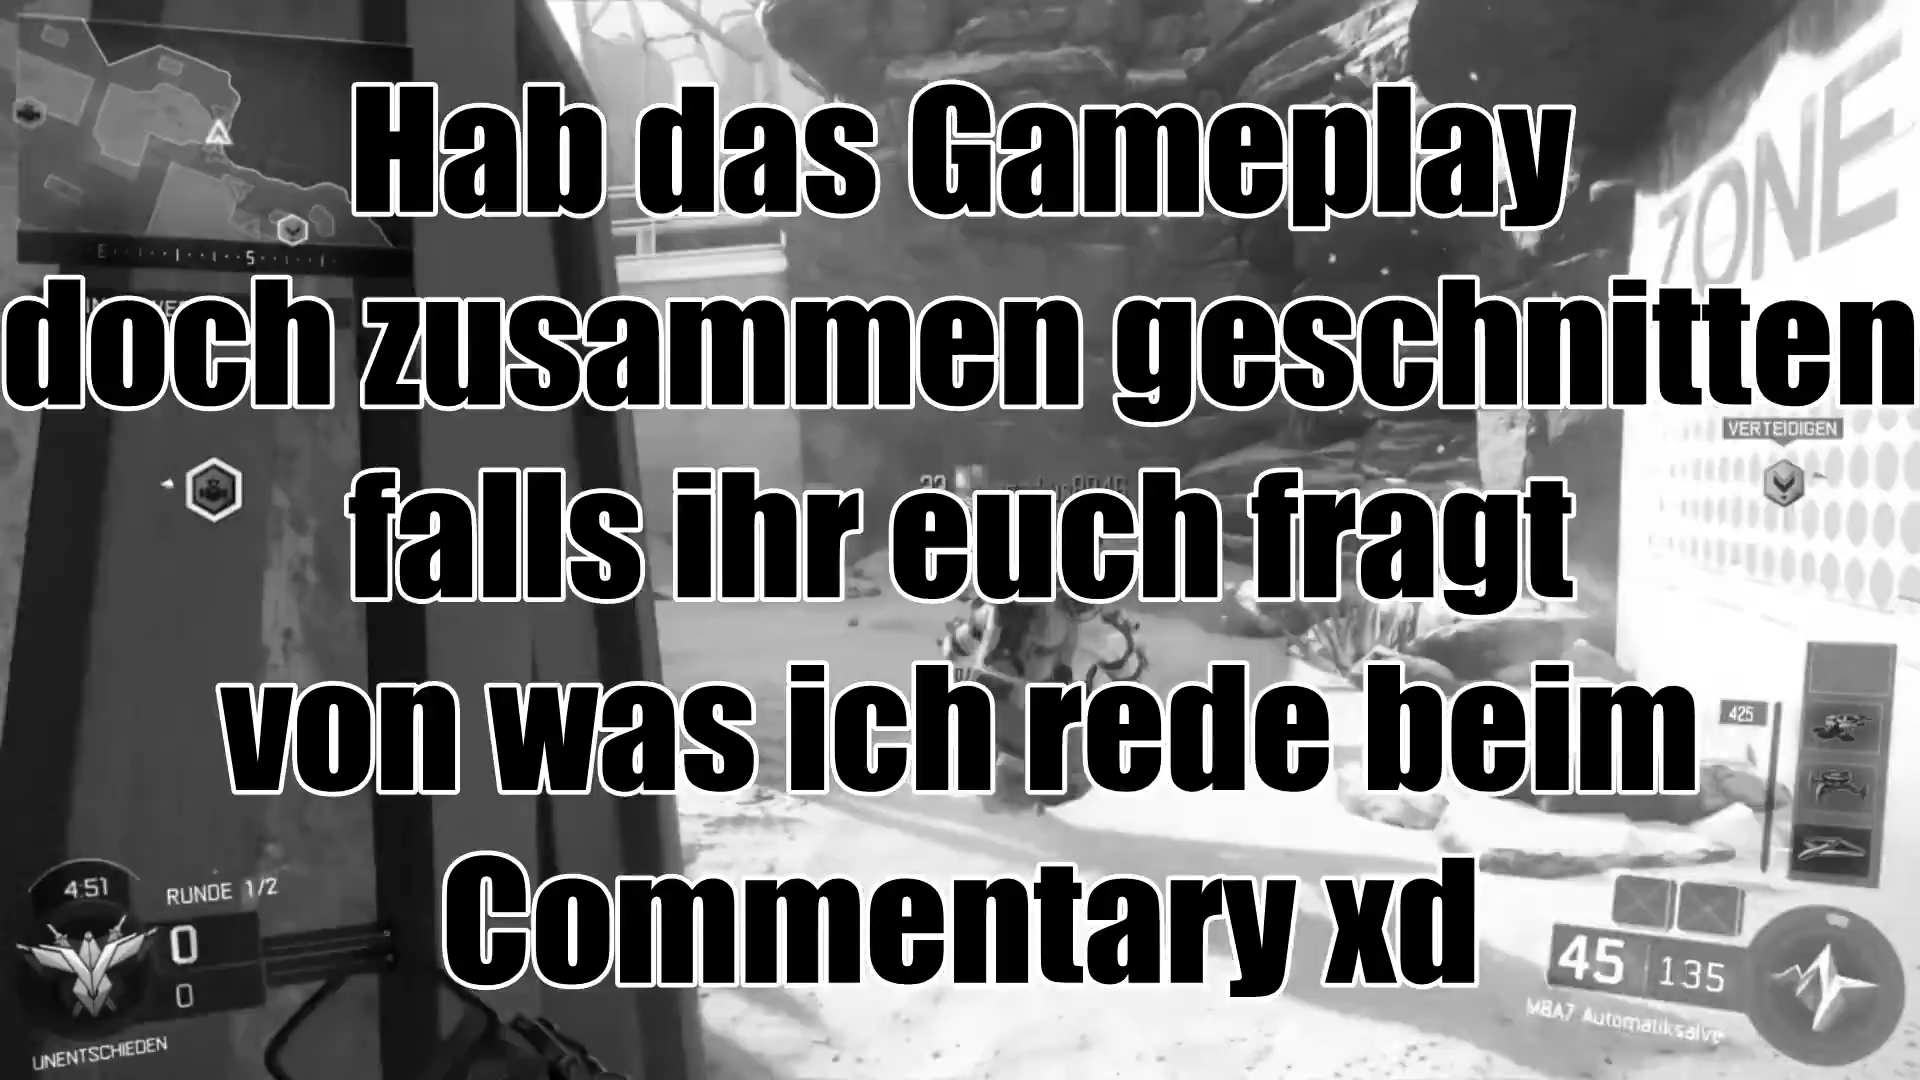 Hab das Gameplay
doch zusammen geschnitten
falls ihr euch fragt
von was ich rede beim
Commentary xd
ZONE
E
S
VERTEIDIGEN
425
4:51
RUNDE 1/2
0
0
UNENTSCHIEDEN
45 135
M8A7 Automatiksalve